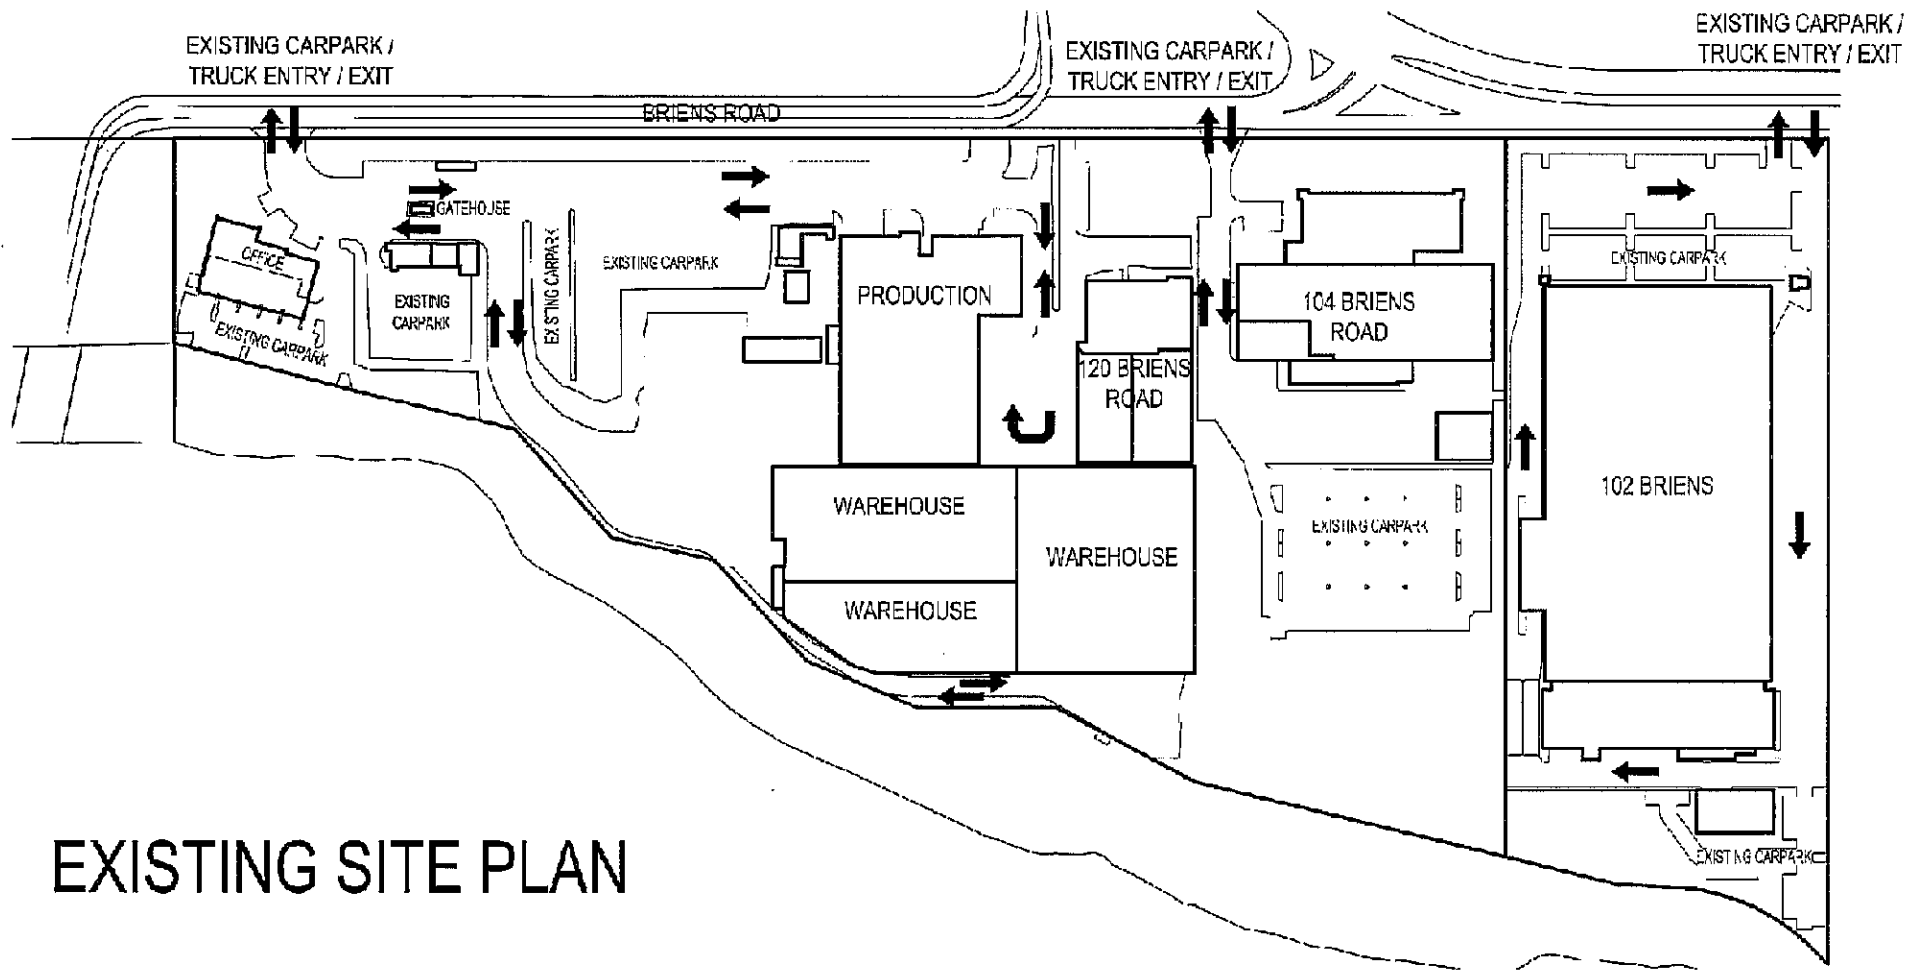 EXISTING CARPARK /
TRUCK ENTRY / EXIT
EXISTING CARPARK /
TRUCK ENTRY / EXIT
EXISTING CARPARK /
TRUCK ENTRY / EXIT
BRIENS ROAD
GATEHOUSE
OFFICE
EXISTING CARPARK
EXISTING
CARPARK
EXISTING CARPARK
EXISTING CARPARK
PRODUCTION
120 BRIENS
ROAD
104 BRIENS
ROAD
EXISTING CARPARK
102 BRIENS
WAREHOUSE
WAREHOUSE
WAREHOUSE
EXISTING CARPARK
EXISTING CARPARK
EXISTING SITE PLAN